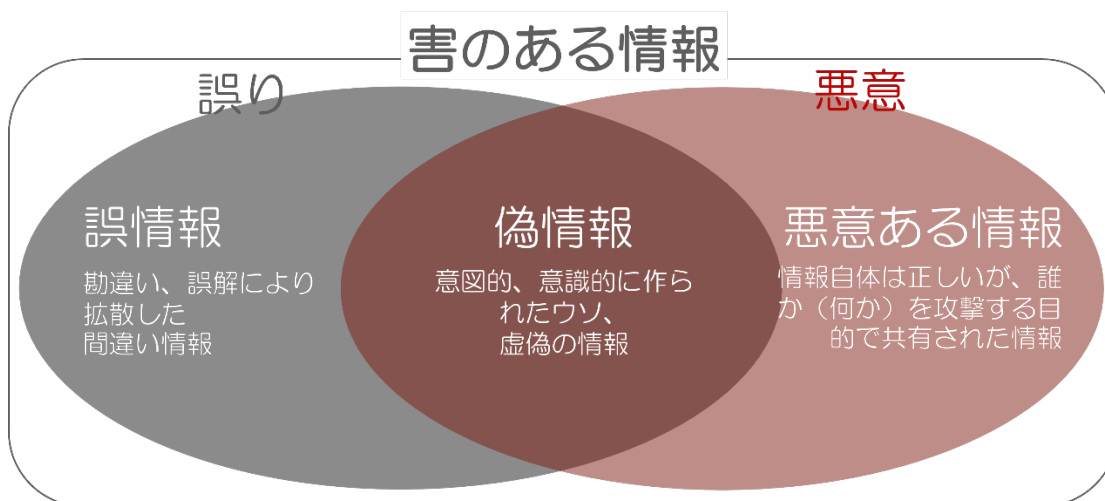 害のある情報
誤り
悪意
誤情報
勘違い、誤解により
拡散した
間違い情報
偽情報
意図的、意識的に作ら
れたウソ、
虚偽の情報
悪意ある情報
情報自体は正しいが、誰
か（何か）を攻撃する目
的で共有された情報